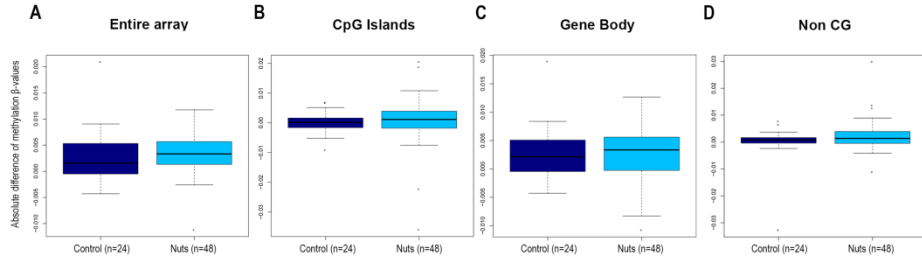 A
Entire array
B
CpG Islands
C
Gene Body
D
Non CG
Absolute difference of methylation β-values
0.020
0.015
0.010
0.005
0.000
−0.005
−0.010
Control (n=24)
Nuts (n=48)
0.02
0.01
0.00
−0.01
−0.02
−0.03
Control (n=24)
Nuts (n=48)
0.020
0.015
0.010
0.005
0.000
−0.005
−0.010
Control (n=24)
Nuts (n=48)
0.03
0.02
0.01
0.00
−0.01
−0.02
−0.03
Control (n=24)
Nuts (n=48)